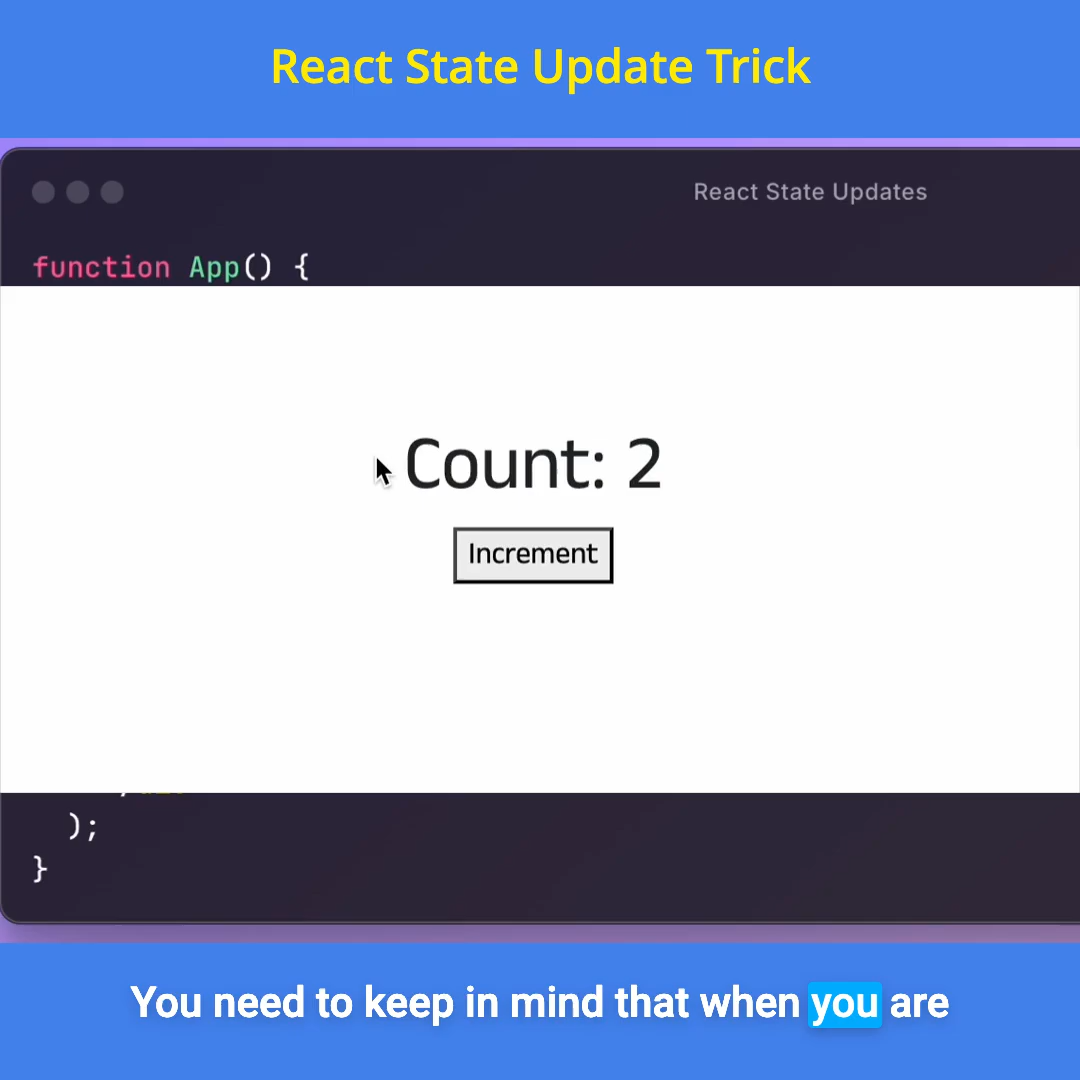 React State Update Trick
React State Updates
function App() {
Count: 2
Increment
);
}
You need to keep in mind that when you are